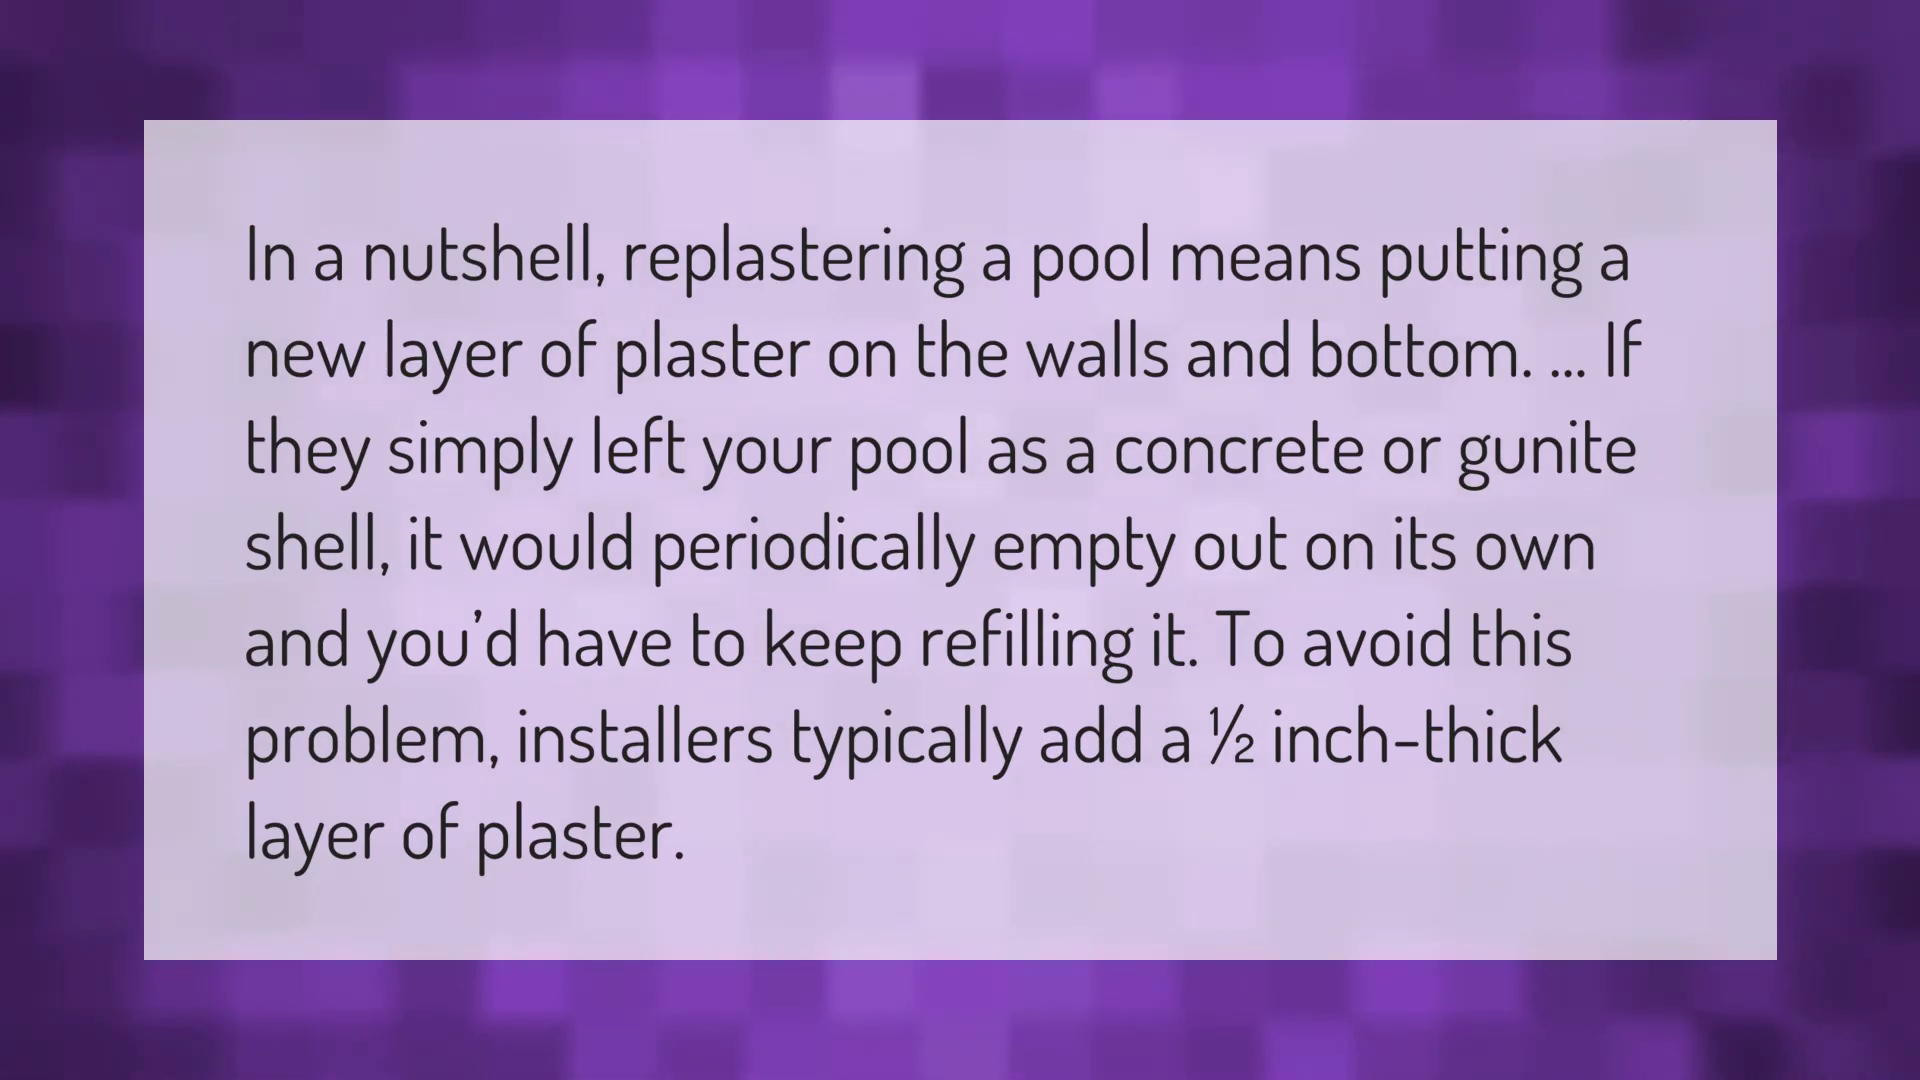 In a nutshell, replastering a pool means putting a
new layer of plaster on the walls and bottom. ... If
they simply left your pool as a concrete or gunite
shell, it would periodically empty out on its own
and you’d have to keep refilling it. To avoid this
problem, installers typically add a ½ inch-thick
layer of plaster.